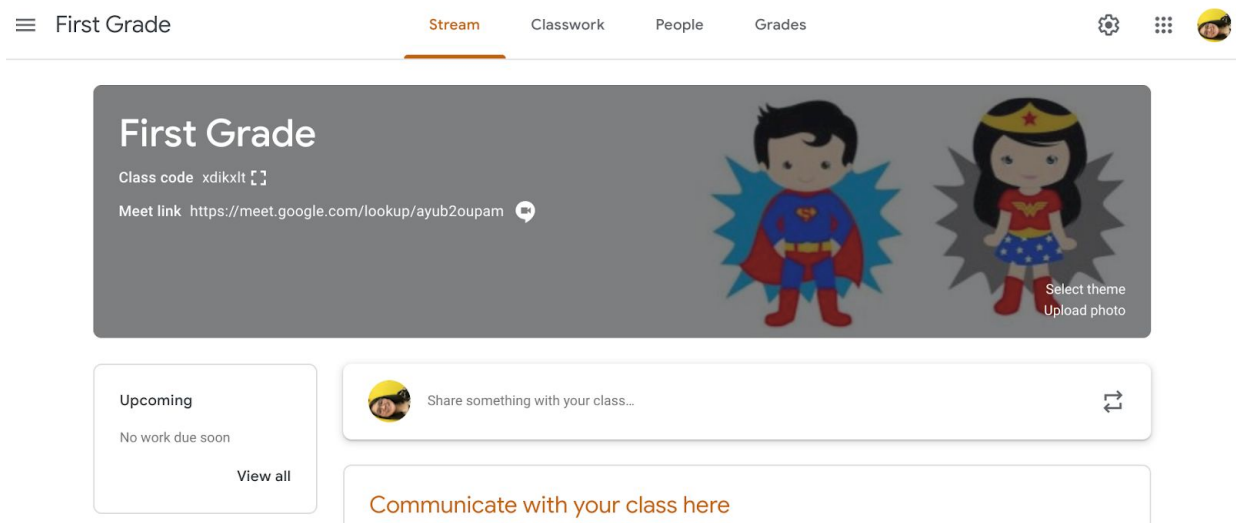 First Grade
Stream
Classwork
People
Grades
First Grade
Class code xdikxlt
Meet link https://meet.google.com/lookup/ayub2oupam
Select theme
Upload photo
Upcoming
No work due soon
View all
Share something with your class...
Communicate with your class here